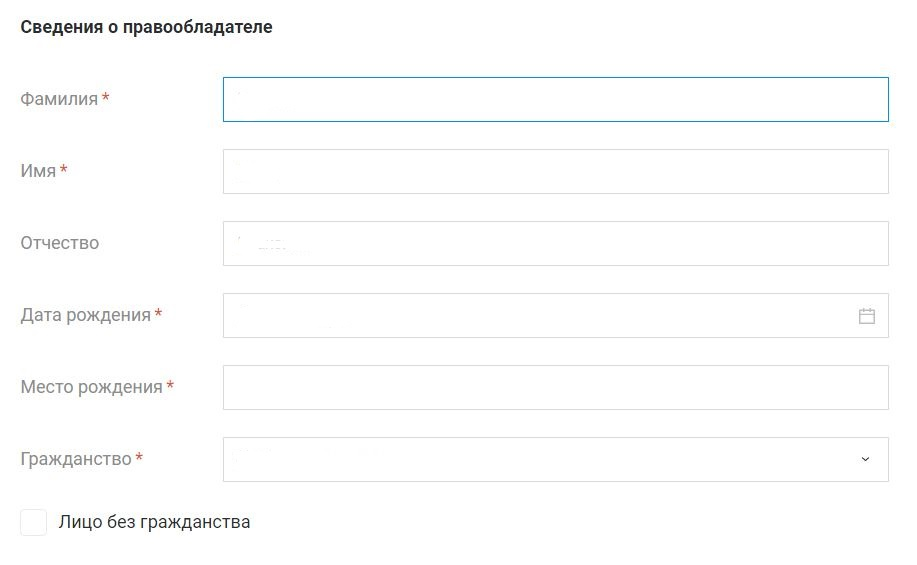 Сведения о правообладателе
Фамилия *
Имя *
Отчество
Дата рождения *
Место рождения *
Гражданство *
Лицо без гражданства